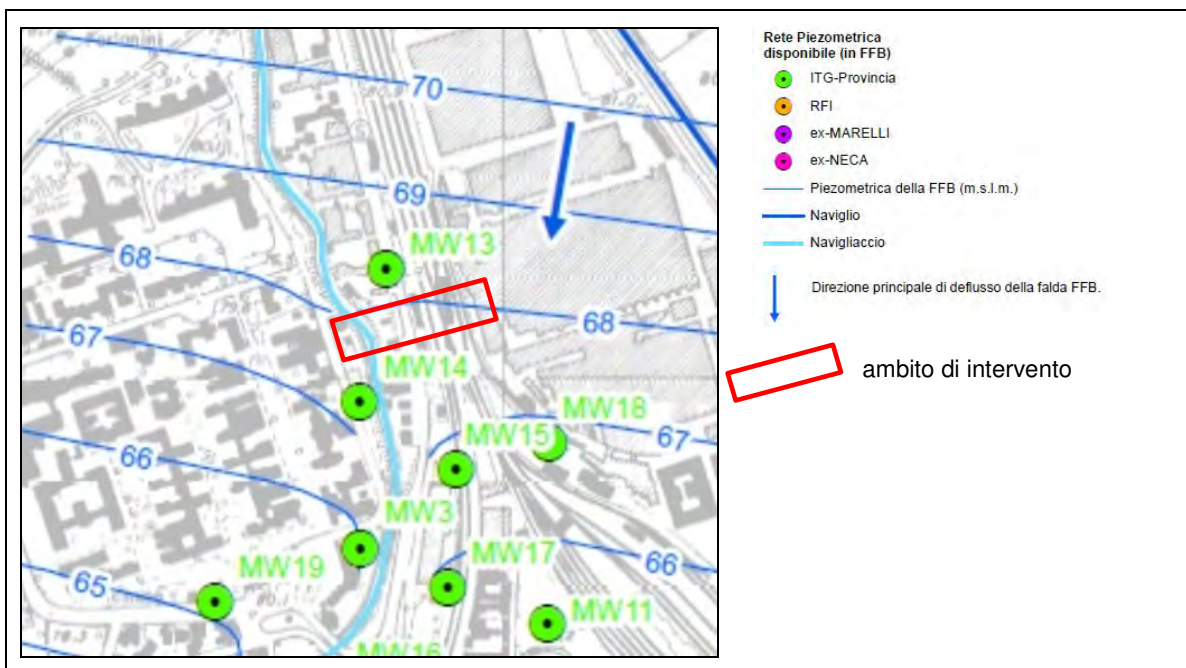 70
69
MW13
68
68
67
MW14
MW18
67
MW15
66
MW3
MW17
66
MW19
65
MW11
MW16
Rete Piezometrica
disponibile (in FFB)
ITG-Provincia
RFI
ex-MARELLI
ex-NECA
Piezometrica della FFB (m.s.l.m.)
Naviglio
Navigliaccio
Direzione principale di deflusso della falda FFB.
ambito di intervento